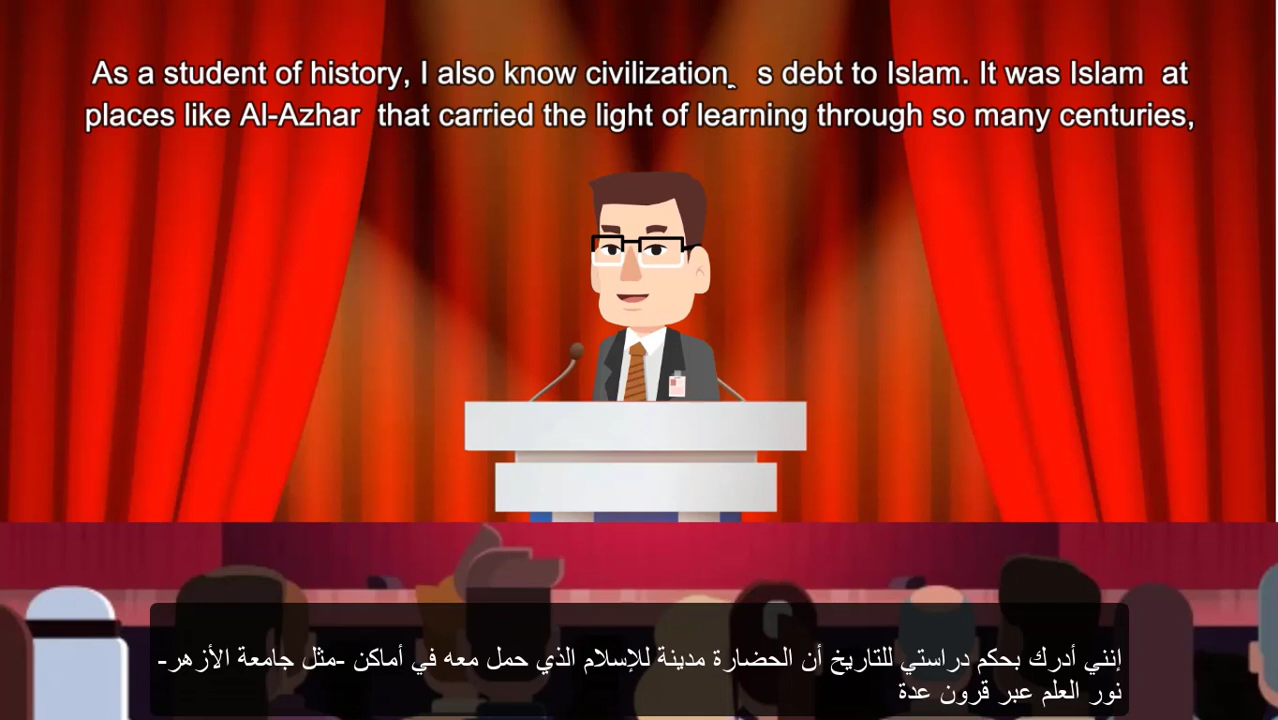 As a student of history, I also know civilization ِ s debt to Islam. It was Islam at
places like Al-Azhar that carried the light of learning through so many centuries,
إنني أدرك بحكم دراستي للتاريخ أن الحضارة مدينة للإسلام الذي حمل معه في أماكن -مثل جامعة الأزهر-
نور العلم عبر قرون عدة